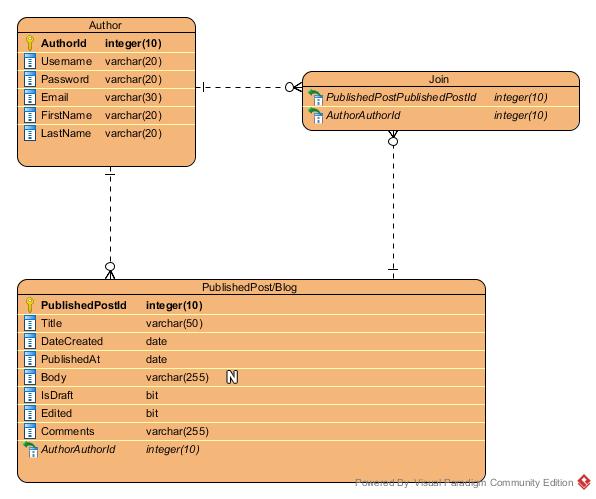 Author
AuthorId integer(10)
Username varchar(20)
Password varchar(20)
Email varchar(30)
FirstName varchar(20)
LastName varchar(20)
Join
PublishedPostPublishedPostId integer(10)
AuthorAuthorId integer(10)
PublishedPost/Blog
PublishedPostId integer(10)
Title varchar(50)
DateCreated date
PublishedAt date
Body varchar(255) N
IsDraft bit
Edited bit
Comments varchar(255)
AuthorAuthorId integer(10)
Powered By Visual Paradigm Community Edition